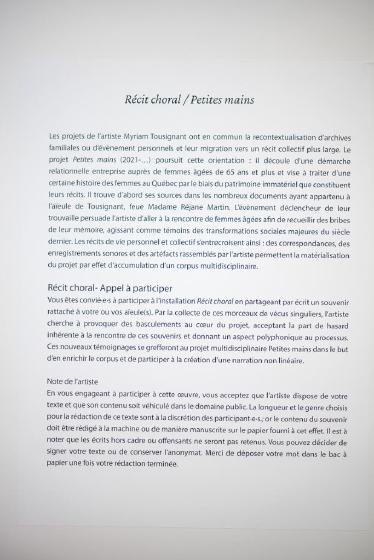 Récit choral / Petites mains
Les projets de l'artiste Myriam Tousignant ont en commun la recontextualisation d'archives
familiales ou d'évènement personnels et leur migration vers un récit collectif plus large. Le
projet Petites mains (2021-...) poursuit cette orientation : Il découle d'une démarche
relationnelle entreprise auprès de femmes âgées de 65 ans et plus et vise à traiter d'une
certaine histoire des femmes au Québec par le biais du patrimoine immatériel que constituent
leurs récits. Il trouve d'abord ses sources dans les nombreux documents ayant appartenu à
l'aïeule de Tousignant, feue Madame Réjane Martin. L'évènement déclencheur de leur
trouvaille persuade l'artiste d'aller à la rencontre de femmes âgées afin de recueillir des bribes
de leur mémoire, agissant comme témoins des transformations sociales majeures du siècle
dernier. Les récits de vie personnel et collectif s'entrecroisent ainsi : des correspondances, des
enregistrements sonores et des artéfacts rassemblés par l'artiste permettent la matérialisation
du projet par effet d'accumulation d'un corpus multidisciplinaire.
Récit choral- Appel à participer
Vous êtes convié·e·s à participer à l'installation Récit choral en partageant par écrit un souvenir
rattaché à votre ou vos aïeule(s). Par la collecte de ces morceaux de vécus singuliers, l'artiste
cherche à provoquer des basculements au cœur du projet, acceptant la part de hasard
inhérente à la rencontre de ces souvenirs et donnant un aspect polyphonique au processus.
Ces nouveaux témoignages se grefferont au projet multidisciplinaire Petites mains dans le but
d'en enrichir le corpus et de participer à la création d'une narration non linéaire.
Note de l'artiste
En vous engageant à participer à cette œuvre, vous acceptez que l'artiste dispose de votre
texte et que son contenu soit véhiculé dans le domaine public. La longueur et le genre choisis
pour la rédaction de ce texte sont à la discrétion des participant·e·s; or le contenu du souvenir
doit être rédigé à la machine ou de manière manuscrite sur le papier fourni à cet effet. Il est à
noter que les écrits hors cadre ou offensants ne seront pas retenus. Vous pouvez décider de
signer votre texte ou de conserver l'anonymat. Merci de déposer votre mot dans le bac à
papier une fois votre rédaction terminée.